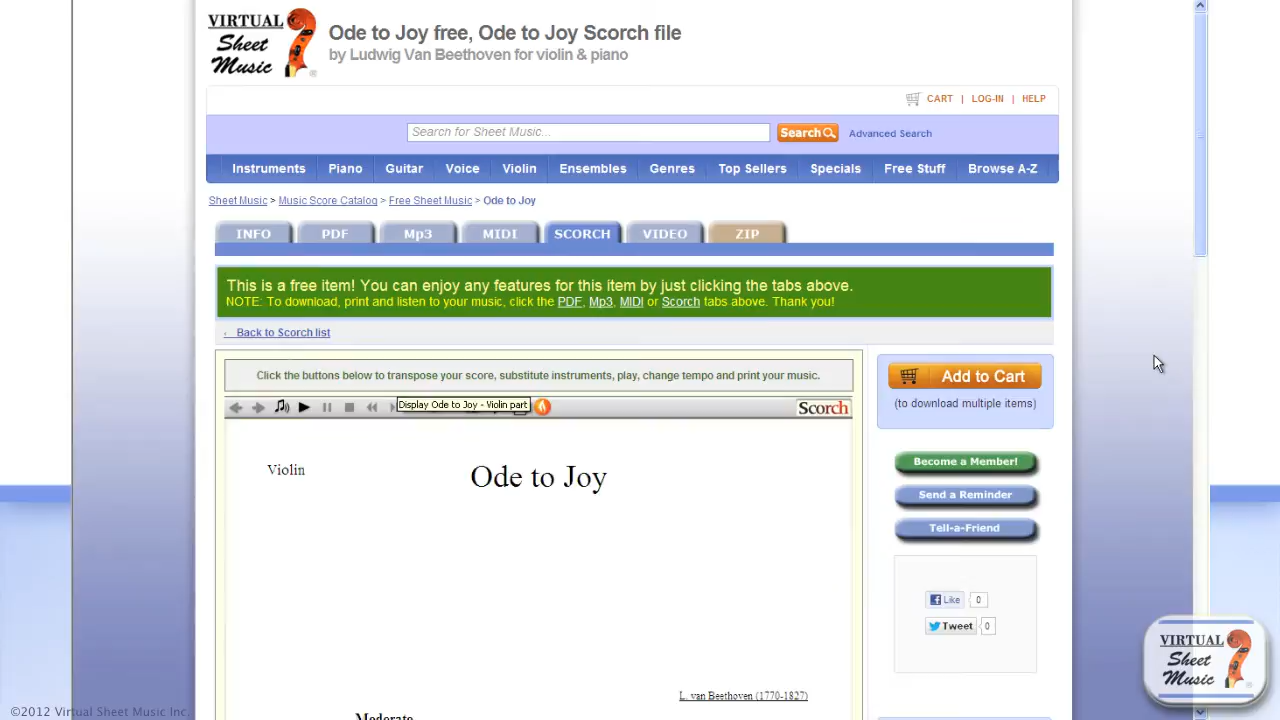 VIRTUAL
Sheet
Music
Ode to Joy free, Ode to Joy Scorch file
by Ludwig Van Beethoven for violin & piano
CART | LOG-IN | HELP
Search for Sheet Music...
Search
Advanced Search
Instruments Piano Guitar Voice Violin Ensembles Genres Top Sellers Specials Free Stuff Browse A-Z
Sheet Music > Music Score Catalog > Free Sheet Music > Ode to Joy
INFO PDF Mp3 MIDI SCORCH VIDEO ZIP
This is a free item! You can enjoy any features for this item by just clicking the tabs above.
NOTE: To download, print and listen to your music, click the PDF, Mp3, MIDI or Scorch tabs above. Thank you!
Back to Scorch list
Click the buttons below to transpose your score, substitute instruments, play, change tempo and print your music.
Display Ode to Joy - Violin part
Scorch
Violin
Ode to Joy
L. van Beethoven (1770-1827)
Moderato
Add to Cart
(to download multiple items)
Become a Member!
Send a Reminder
Tell-a-Friend
Like 0
Tweet 0
VIRTUAL
Sheet
Music
©2012 Virtual Sheet Music Inc.